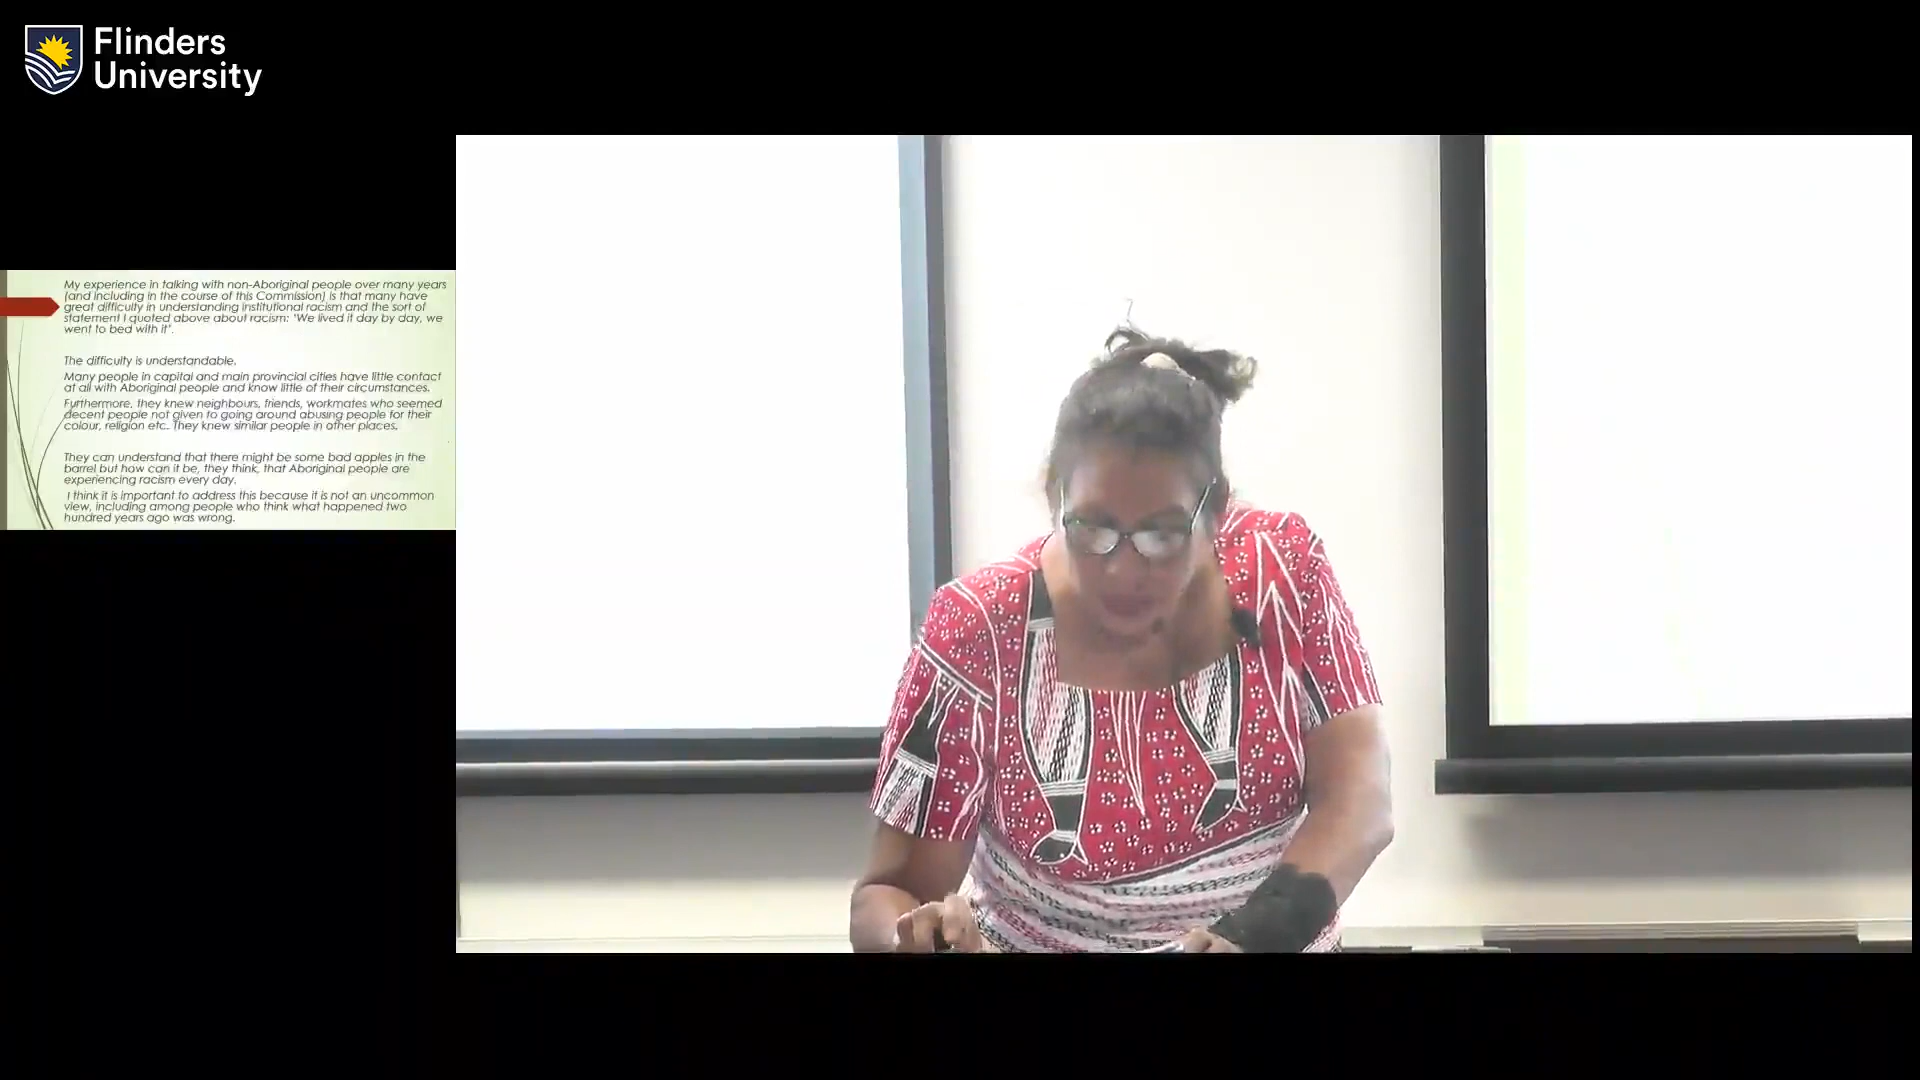 Flinders
University
My experience in talking with non-Aboriginal people over many years
(and including in the course of this Commission) is that many have
great difficulty in understanding institutional racism and the sort of
statement I quoted above about racism: 'We lived it day by day, we
went to bed with it'.
The difficulty is understandable.
Many people in capital and main provincial cities have little contact
at all with Aboriginal people and know little of their circumstances.
Furthermore, they knew neighbours, friends, workmates who seemed
decent people not given to going around abusing people for their
colour, religion etc. They knew similar people in other places.
They can understand that there might be some bad apples in the
barrel but how can it be, they think, that Aboriginal people are
experiencing racism every day.
I think it is important to address this because it is not an uncommon
view, including among people who think what happened two
hundred years ago was wrong.